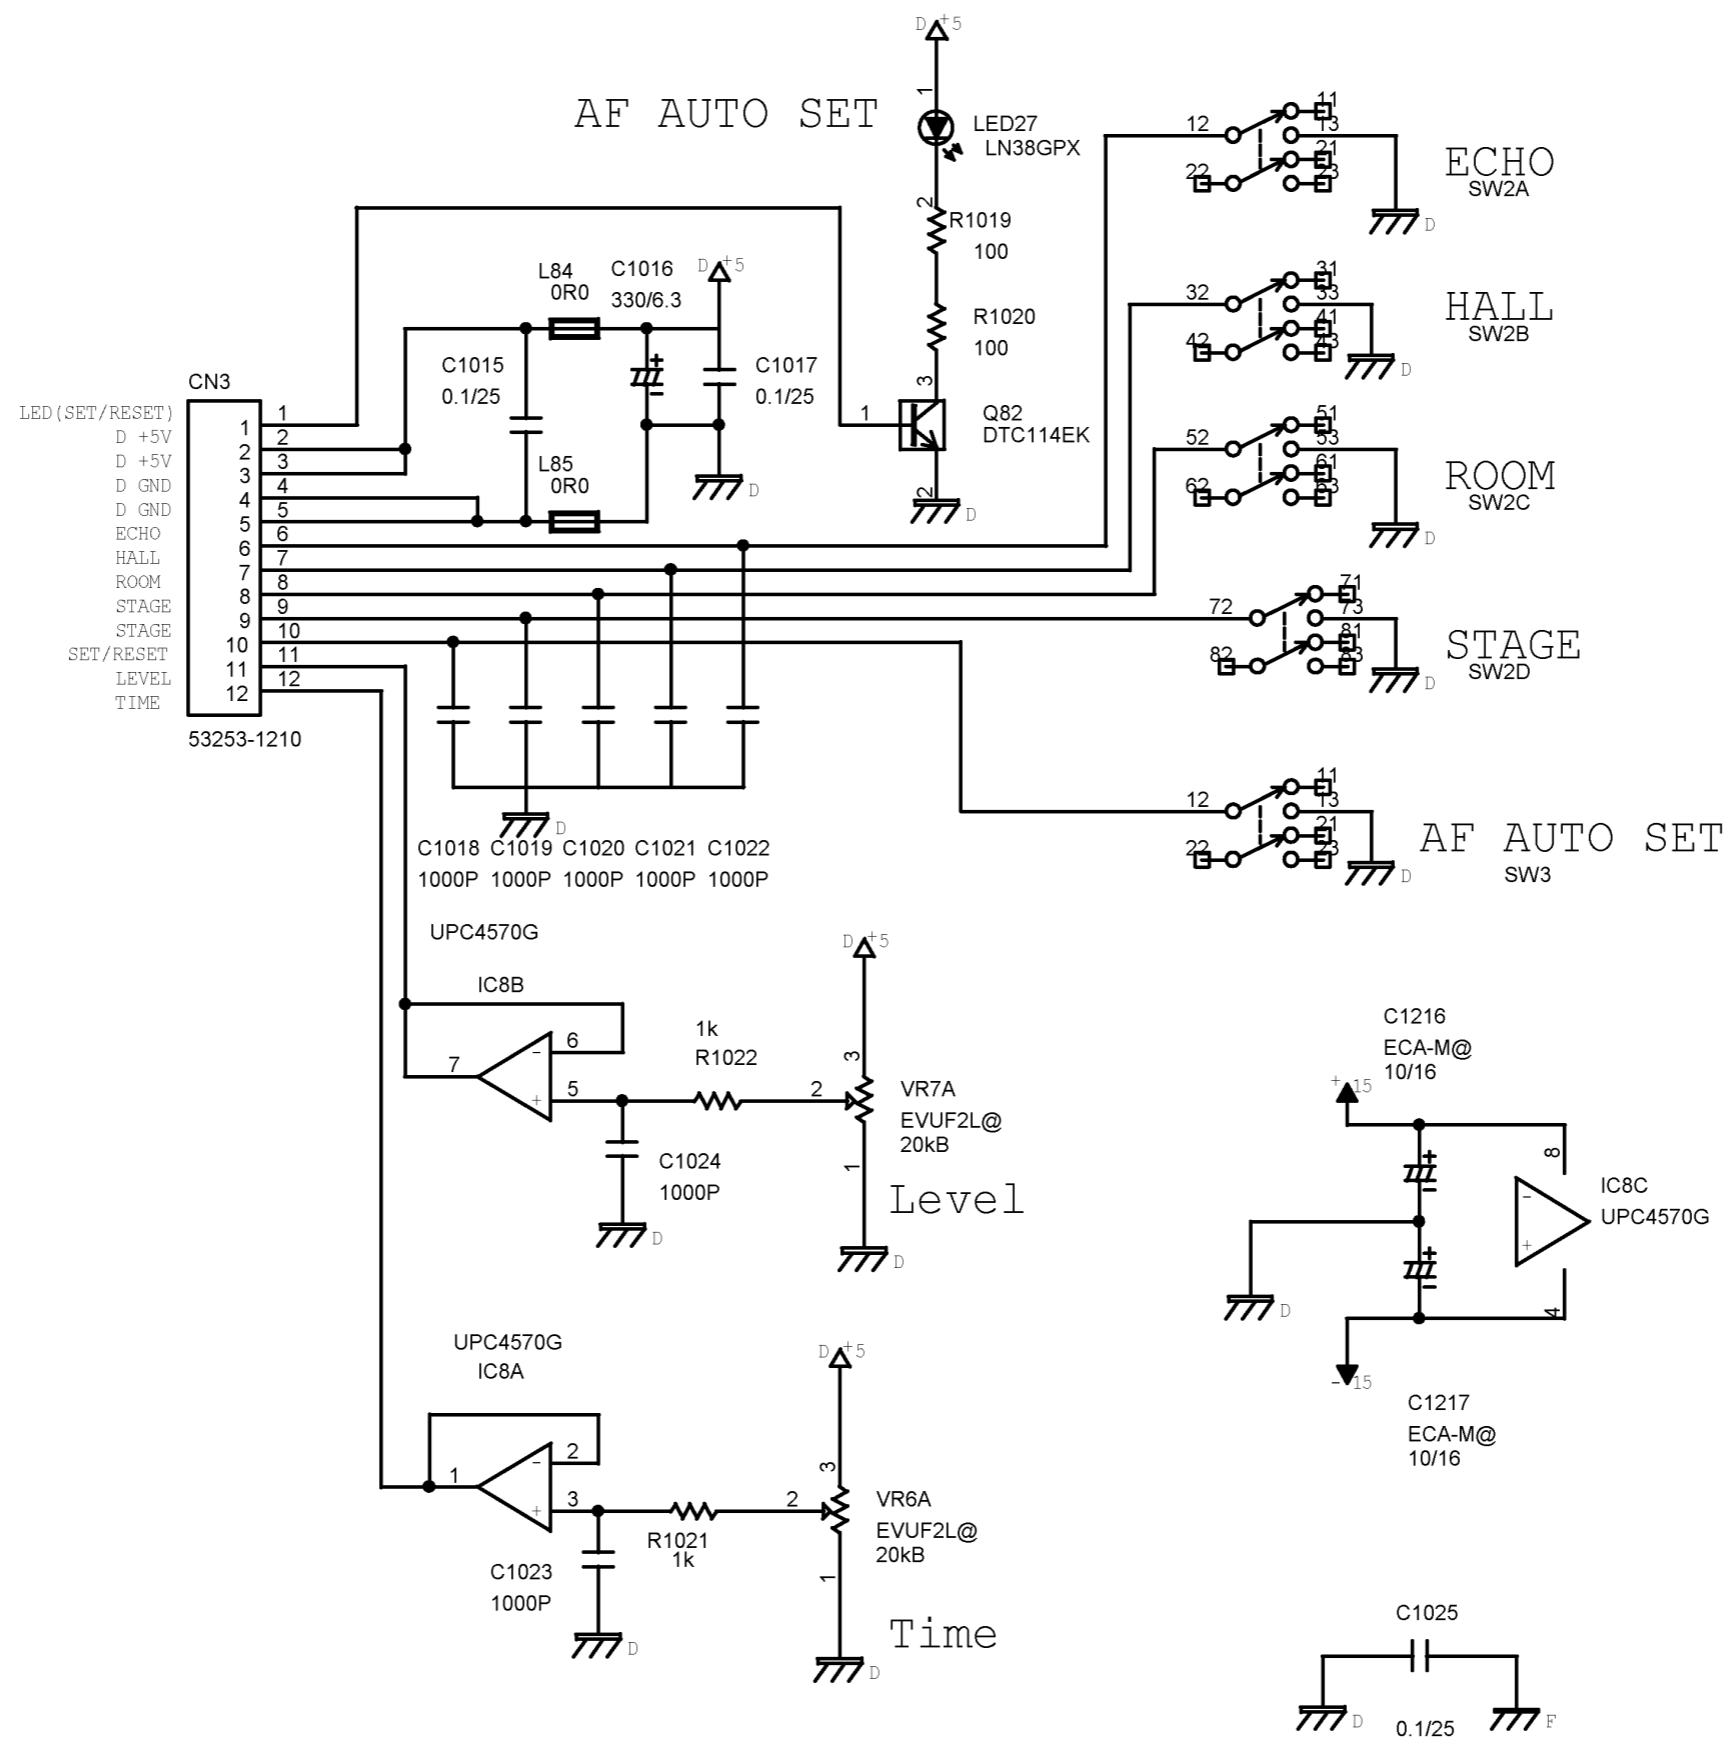 D +5
1
AF AUTO SET
LED27
LN38GPX
2
R1019
100
R1020
100
3
1
Q82
DTC114EK
2
D
12
11
13
22
21
23
ECHO
SW2A
D
32
31
33
42
41
43
HALL
SW2B
D
52
51
53
62
61
63
ROOM
SW2C
D
72
71
73
82
81
83
STAGE
SW2D
D
12
11
13
22
21
23
AF AUTO SET
SW3
D
L84
0R0
C1016
330/6.3
D +5
C1015
0.1/25
C1017
0.1/25
L85
0R0
D
CN3
LED(SET/RESET) 1 1
D +5V 2 2
D +5V 3 3
D GND 4 4
D GND 5 5
ECHO 6 6
HALL 7 7
ROOM 8 8
STAGE 9 9
STAGE 10 10
SET/RESET 11 11
LEVEL 12 12
TIME
53253-1210
D
C1018 C1019 C1020 C1021 C1022
1000P 1000P 1000P 1000P 1000P
UPC4570G
IC8B
D +5
1k
R1022
7
- 6
+ 5
2
3
1
VR7A
EVUF2L@
20kB
C1024
1000P
Level
D
D
C1216
ECA-M@
10/16
+ 15
+
8
IC8C
UPC4570G
-
+
+
D
4
- 15
C1217
ECA-M@
10/16
UPC4570G
IC8A
D +5
1
- 2
+ 3
2
3
1
VR6A
EVUF2L@
20kB
R1021
1k
C1023
1000P
Time
D
D
C1025
D
0.1/25
F